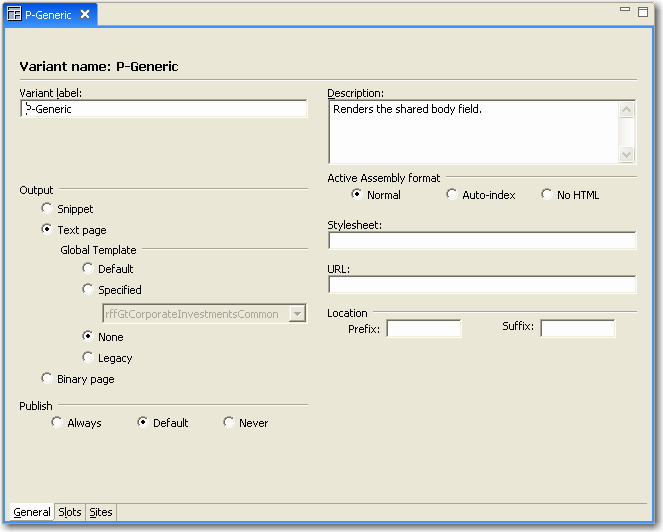 P-Generic
Variant name: P-Generic
Variant label:
P-Generic
Description:
Renders the shared body field.
Active Assembly format
Normal Auto-index No HTML
Output
Snippet
Text page
Global Template
Default
Specified
rffGtCorporateInvestmentsCommon
None
Legacy
Binary page
Stylesheet:
URL:
Location
Prefix: Suffix:
Publish
Always Default Never
General Slots Sites